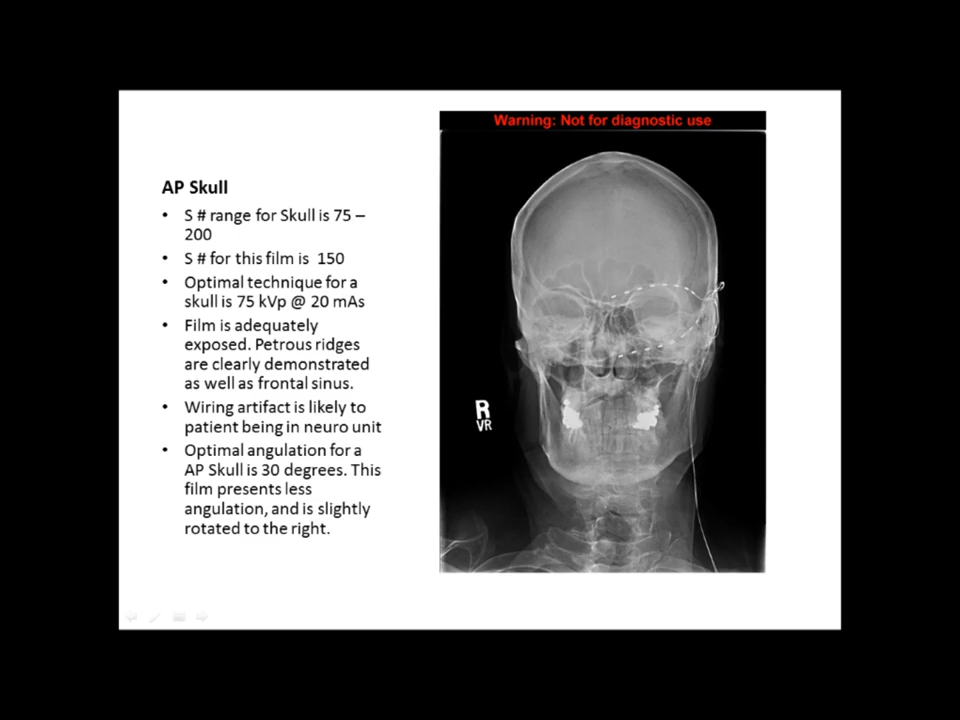 Warning: Not for diagnostic use
AP Skull
• S # range for Skull is 75 –
200
• S # for this film is 150
• Optimal technique for a
skull is 75 kVp @ 20 mAs
• Film is adequately
exposed. Petrous ridges
are clearly demonstrated
as well as frontal sinus.
• Wiring artifact is likely to
patient being in neuro unit
• Optimal angulation for a
AP Skull is 30 degrees. This
film presents less
angulation, and is slightly
rotated to the right.
R
VR